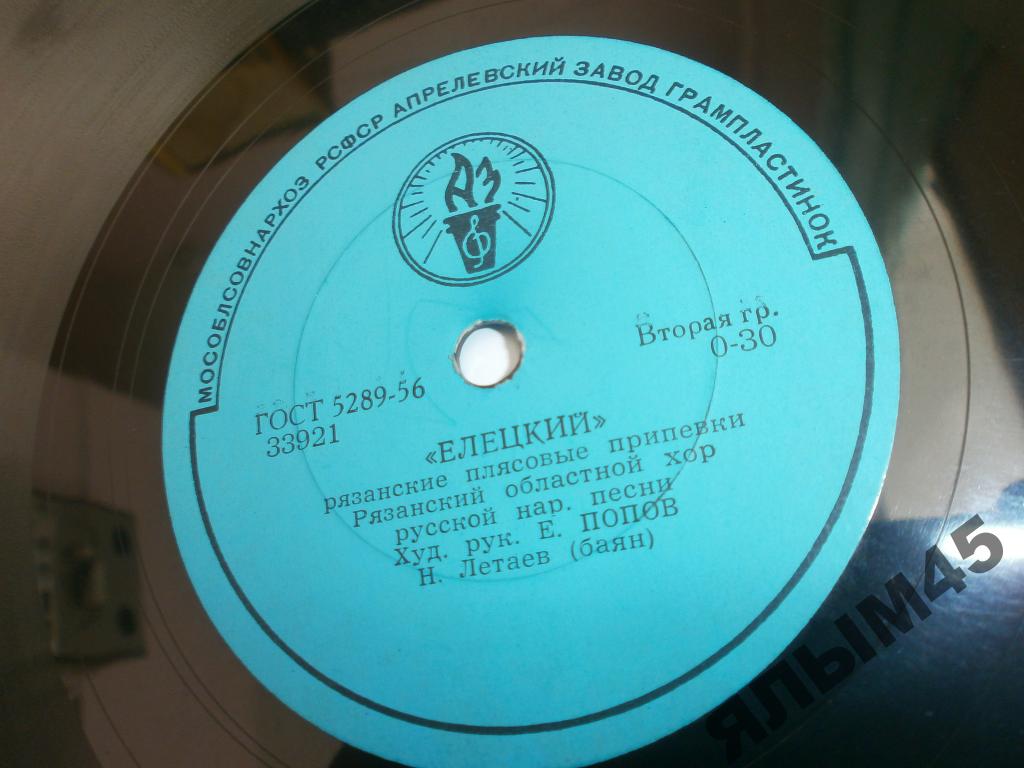 МОСОБЛСОВНАРХОЗ РСФСР АПРЕЛЕВСКИЙ ЗАВОД ГРАМПЛАСТИНОК
АЗ
Вторая гр.
0-30
ГОСТ 5289-56
33921
«ЕЛЕЦКИЙ»
рязанские плясовые припевки
Рязанский областной хор
русской нар. песни
Худ. рук. Е. ПОПОВ
Н. Летаев (баян)
ЯЛЫМ45